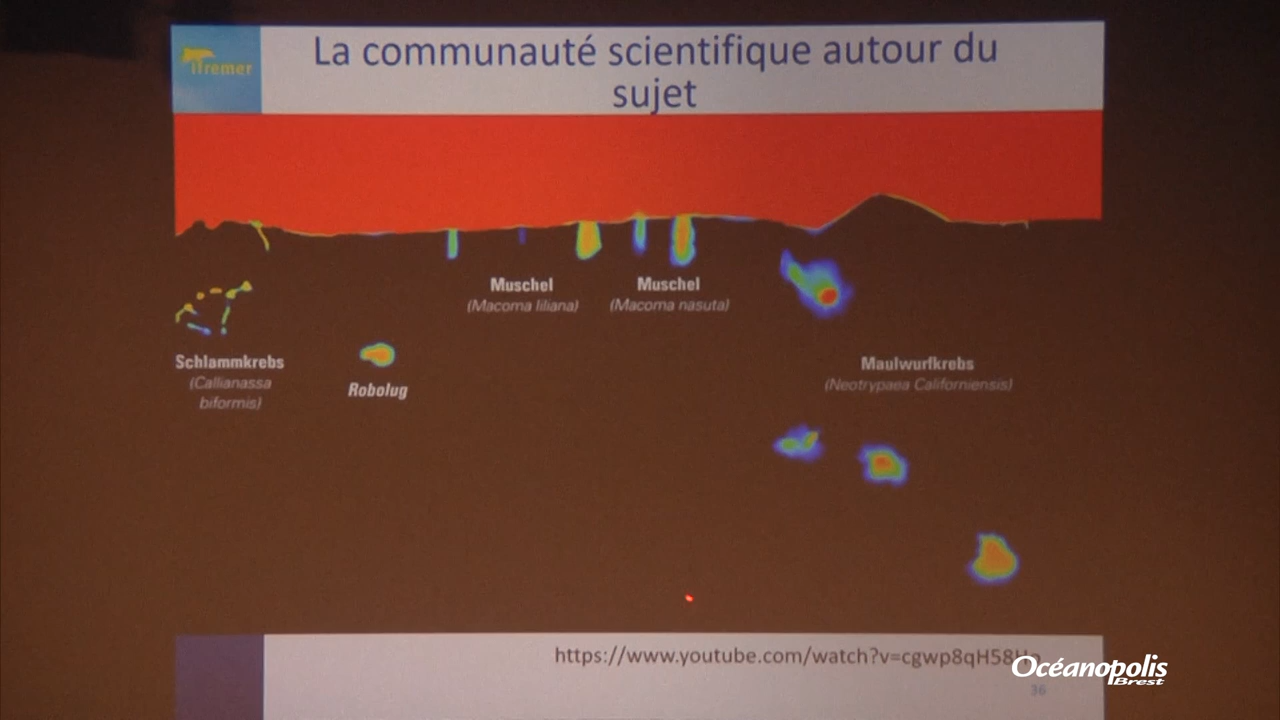 Ifremer
La communauté scientifique autour du
sujet
Muschel
(Macoma liliana)
Muschel
(Macoma nasuta)
Schlammkrebs
(Callianassa
biformis)
Robolug
Maulwurfkrebs
(Neotrypaea Californiensis)
Océanopolis
Brest
36